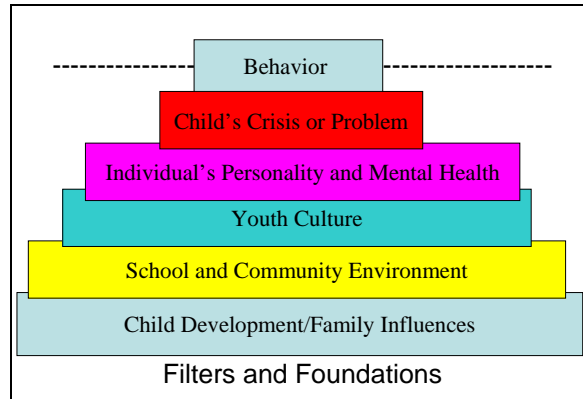 Behavior
Child's Crisis or Problem
Individual's Personality and Mental Health
Youth Culture
School and Community Environment
Child Development/Family Influences
Filters and Foundations